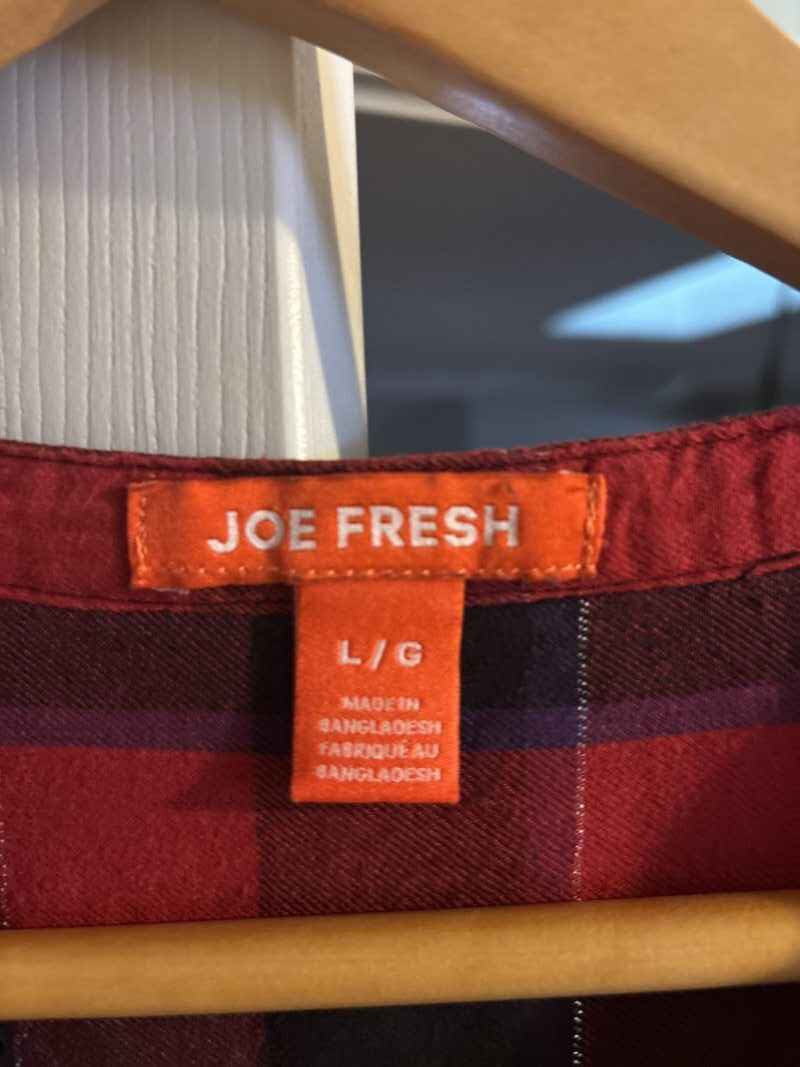 JOE FRESH
L / G
MADE IN
BANGLADESH
FABRIQUÉ AU
BANGLADESH